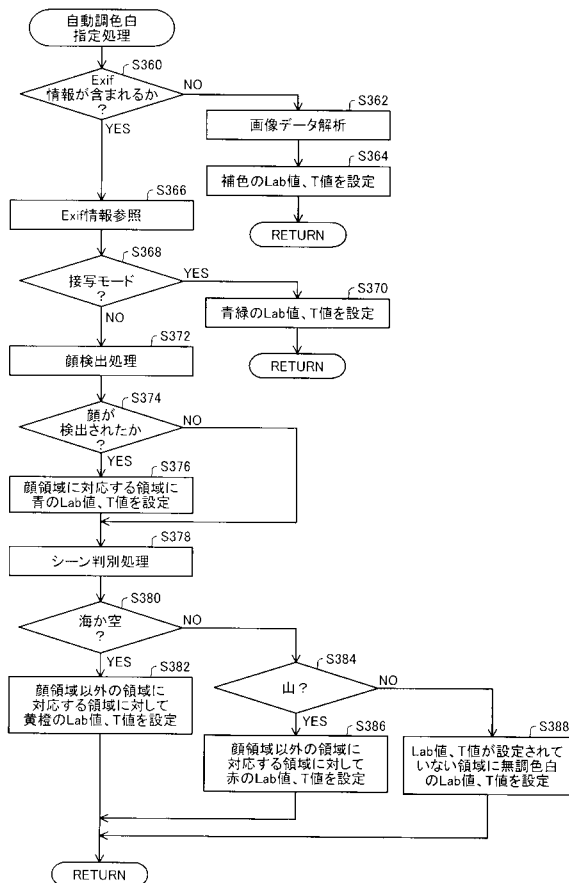 自動調色白
指定処理
S360
Exif
情報が含まれるか
?
NO
YES
S362
画像データ解析
S364
補色のLab値、T値を設定
RETURN
S366
Exif情報参照
S368
接写モード
?
YES
NO
S370
青緑のLab値、T値を設定
RETURN
S372
顔検出処理
S374
顔が
検出されたか
?
NO
YES
S376
顔領域に対応する領域に
青のLab値、T値を設定
S378
シーン判別処理
S380
海か空
?
NO
YES
S382
顔領域以外の領域に
対応する領域に対して
黄橙のLab値、T値を設定
S384
山?
NO
YES
S386
顔領域以外の領域に
対応する領域に対して
赤のLab値、T値を設定
S388
Lab値、T値が設定されて
いない領域に無調色白
のLab値、T値を設定
RETURN